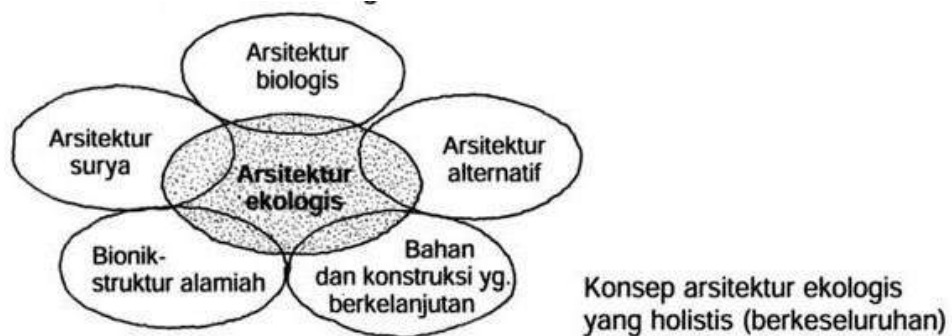 Arsitektur
biologis
Arsitektur
surya
Arsitektur
ekologis
Arsitektur
alternatif
Bionik-
struktur alamiah
Bahan
dan konstruksi yg.
berkelanjutan
Konsep arsitektur ekologis
yang holistis (berkeseluruhan)